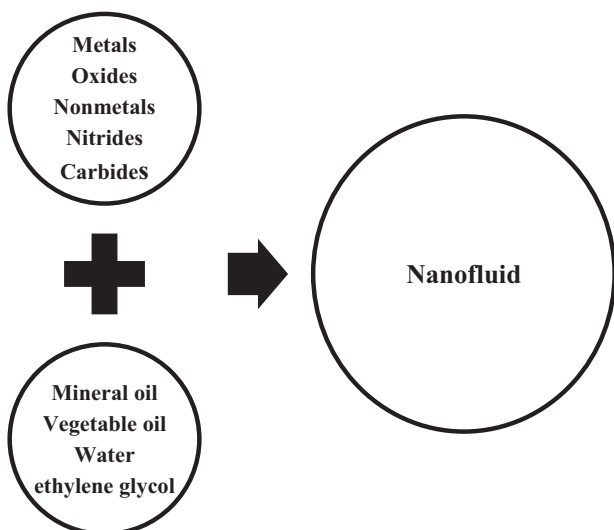 Metals
Oxides
Nonmetals
Nitrides
Carbides
Nanofluid
Mineral oil
Vegetable oil
Water
ethylene glycol